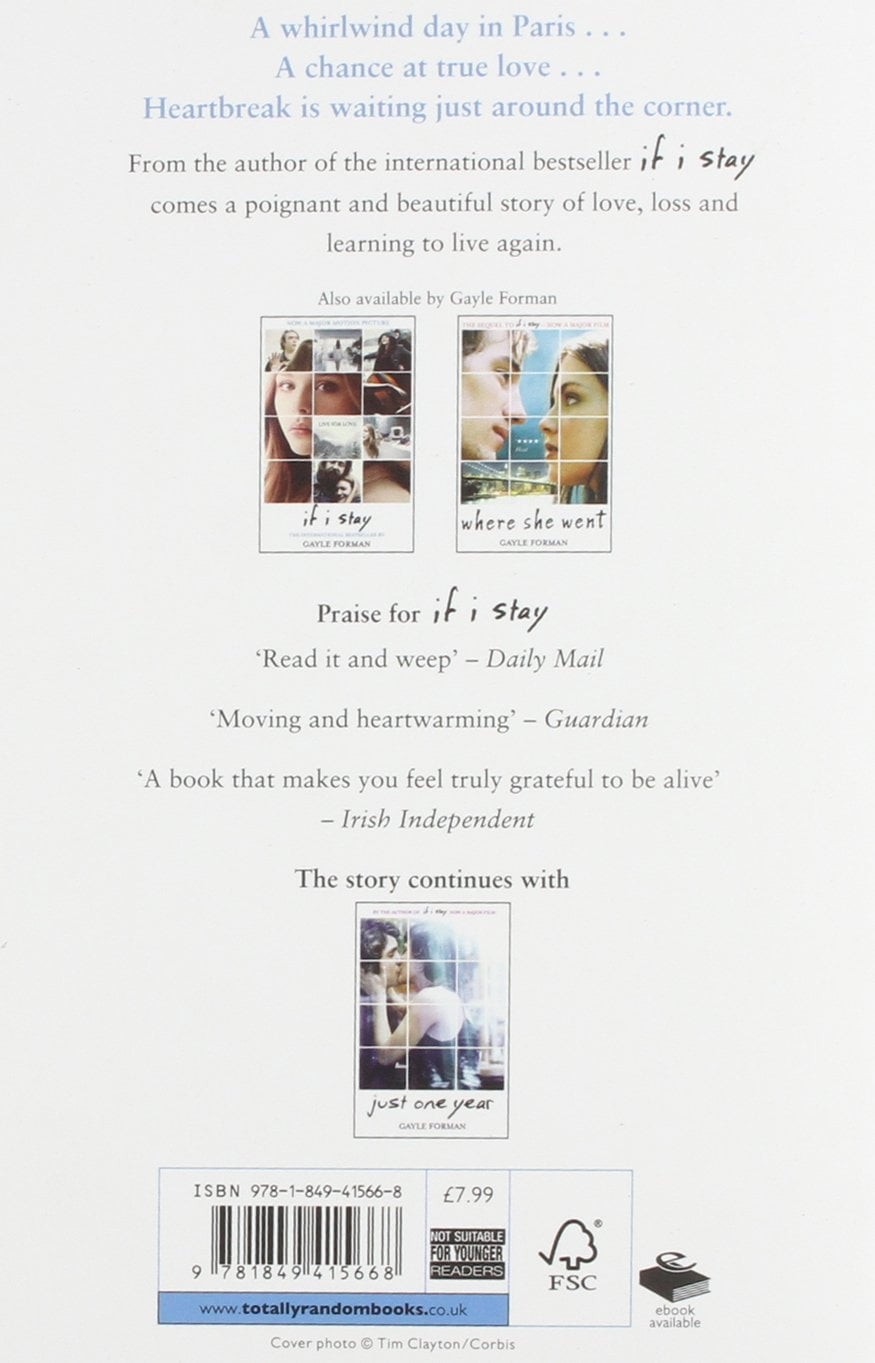 A whirlwind day in Paris . . .
A chance at true love . . .
Heartbreak is waiting just around the corner.
From the author of the international bestseller if i stay
comes a poignant and beautiful story of love, loss and
learning to live again.
Also available by Gayle Forman
NOW A MAJOR MOTION PICTURE
LIVE FOR LOVE
if i stay
THE INTERNATIONAL BESTSELLER BY
GAYLE FORMAN
THE SEQUEL TO if i stay – NOW A MAJOR FILM
★★★★
where she went
GAYLE FORMAN
Praise for if i stay
‘Read it and weep’ – Daily Mail
‘Moving and heartwarming’ – Guardian
‘A book that makes you feel truly grateful to be alive’
– Irish Independent
The story continues with
BY THE AUTHOR OF if i stay NOW A MAJOR FILM
just one year
GAYLE FORMAN
ISBN 978-1-849-41566-8
9 781849 415668
£7.99
NOT SUITABLE
FOR YOUNGER
READERS
®
FSC
www.totallyrandombooks.co.uk
e
ebook
available
Cover photo © Tim Clayton/Corbis